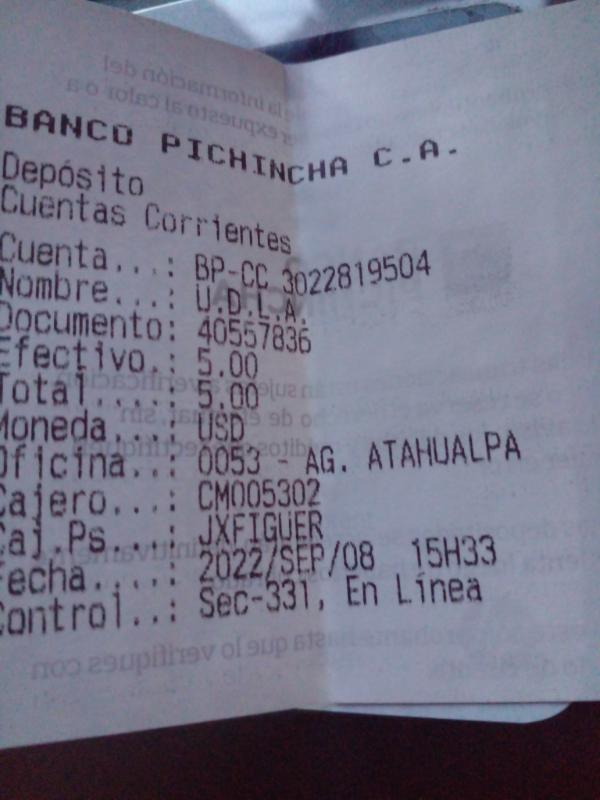 BANCO PICHINCHA C.A.
Depósito
Cuentas Corrientes
Cuenta...: BP-CC 3022819504
Nombre...: U.D.L.A.
Documento: 40557836
Efectivo.: 5.00
Total....: 5.00
Moneda...: USD
Oficina..: 0053 - AG. ATAHUALPA
Cajero...: CM005302
Caj.Ps...: JXFIGUER
Fecha....: 2022/SEP/08 15H33
Control..: Sec-331, En Línea